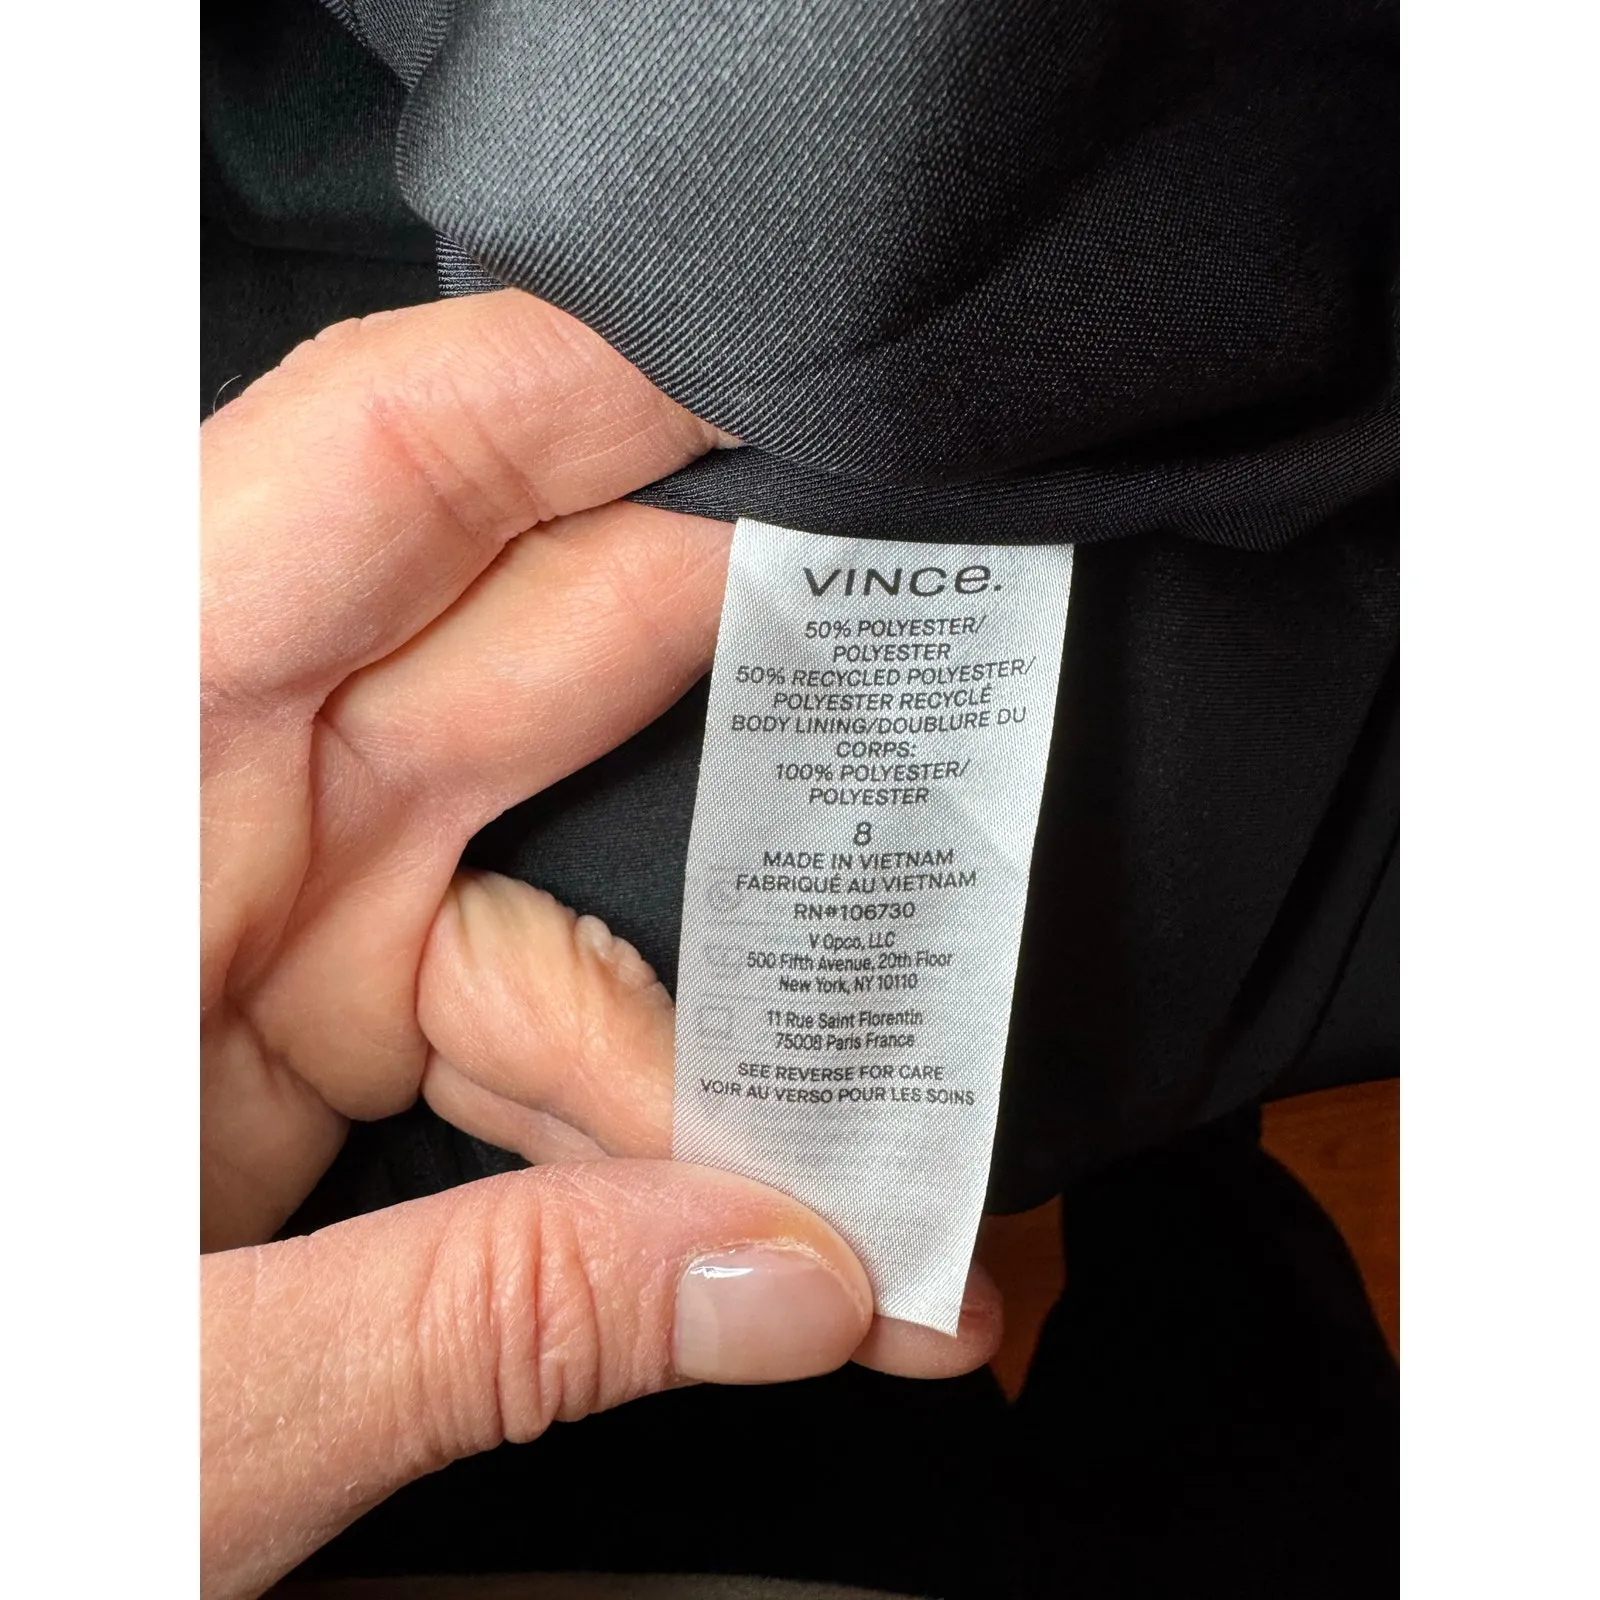 VINCe.
50% POLYESTER/
POLYESTER
50% RECYCLED POLYESTER/
POLYESTER RECYCLÉ
BODY LINING/DOUBLURE DU
CORPS:
100% POLYESTER/
POLYESTER
8
MADE IN VIETNAM
FABRIQUÉ AU VIETNAM
RN#106730
V Opco, LLC
500 Fifth Avenue, 20th Floor
New York, NY 10110
11 Rue Saint Florentin
75008 Paris France
SEE REVERSE FOR CARE
VOIR AU VERSO POUR LES SOINS